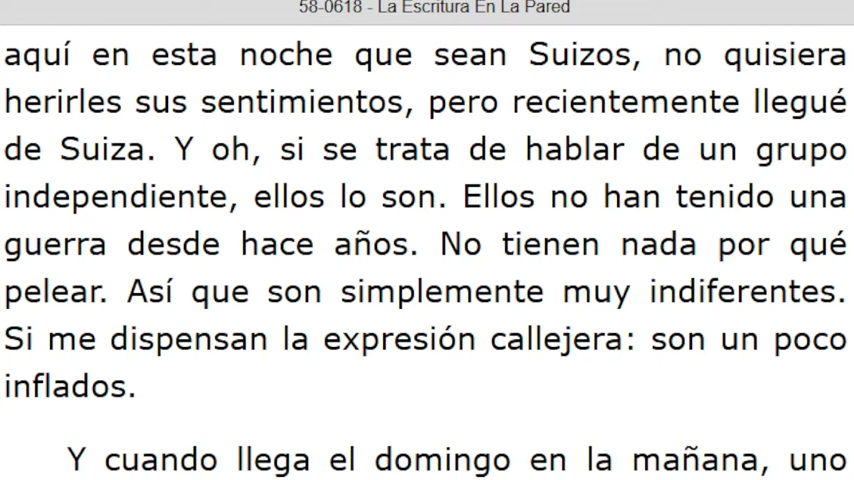 58-0618 - La Escritura En La Pared
aquí en esta noche que sean Suizos, no quisiera
herirles sus sentimientos, pero recientemente llegué
de Suiza. Y oh, si se trata de hablar de un grupo
independiente, ellos lo son. Ellos no han tenido una
guerra desde hace años. No tienen nada por qué
pelear. Así que son simplemente muy indiferentes.
Si me dispensan la expresión callejera: son un poco
inflados.
Y cuando llega el domingo en la mañana, uno